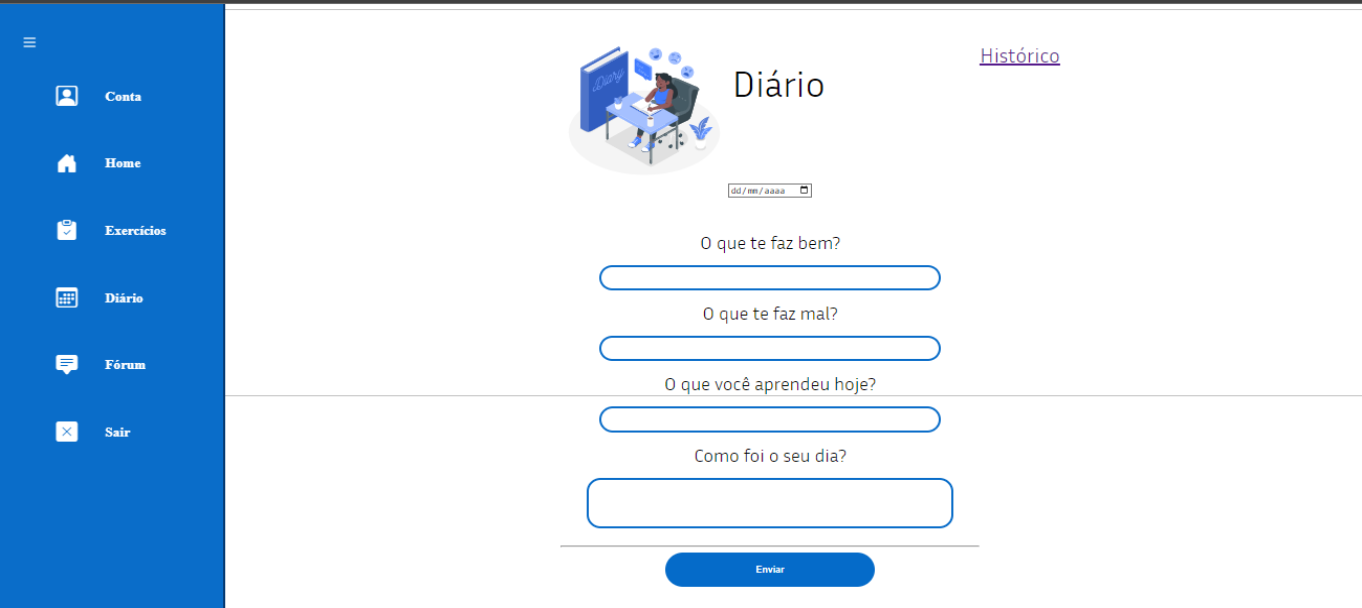 Conta
Home
Exercícios
Diário
Fórum
Sair
Diary
Diário
Histórico
dd/mm/aaaa
O que te faz bem?
O que te faz mal?
O que você aprendeu hoje?
Como foi o seu dia?
Enviar